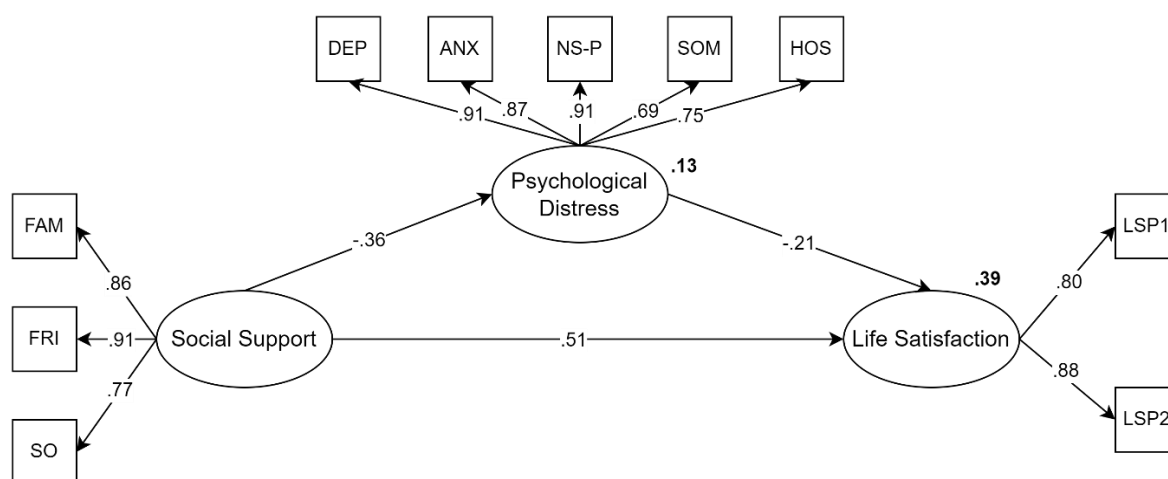 DEP ANX NS-P SOM HOS
.91 .87 .91 .69 .75
.13
Psychological
Distress
FAM
LSP1
-.36
-.21
.86
.80
.39
FRI
.91
Social Support
.51
Life Satisfaction
.77
.88
SO
LSP2